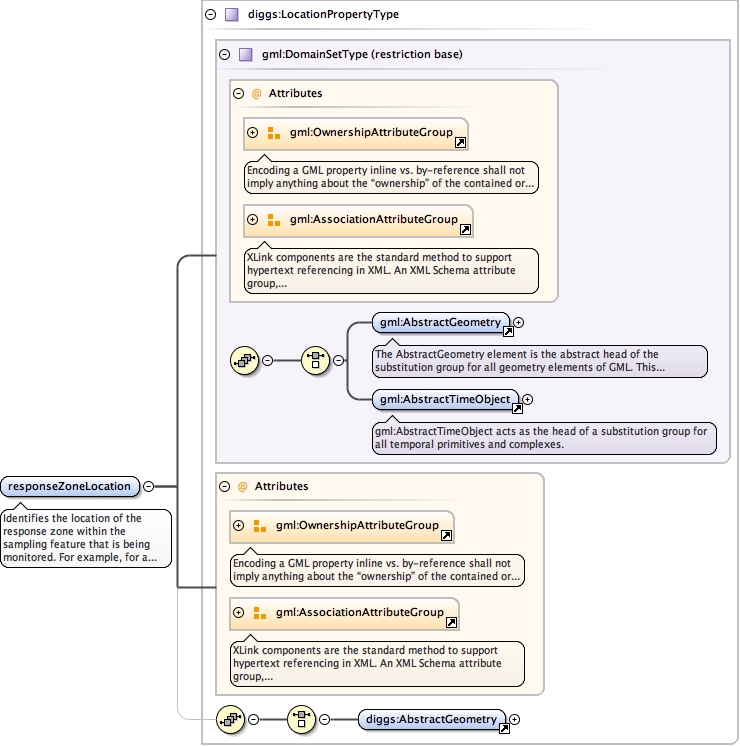 diggs:LocationPropertyType
gml:DomainSetType (restriction base)
@ Attributes
gml:OwnershipAttributeGroup
Encoding a GML property inline vs. by-reference shall not
imply anything about the “ownership” of the contained or...
gml:AssociationAttributeGroup
XLink components are the standard method to support
hypertext referencing in XML. An XML Schema attribute
group,...
gml:AbstractGeometry
The AbstractGeometry element is the abstract head of the
substitution group for all geometry elements of GML. This...
gml:AbstractTimeObject
gml:AbstractTimeObject acts as the head of a substitution group for
all temporal primitives and complexes.
responseZoneLocation
Identifies the location of the
response zone within the
sampling feature that is being
monitored. For example, for a...
@ Attributes
gml:OwnershipAttributeGroup
Encoding a GML property inline vs. by-reference shall not
imply anything about the “ownership” of the contained or...
gml:AssociationAttributeGroup
XLink components are the standard method to support
hypertext referencing in XML. An XML Schema attribute
group,...
diggs:AbstractGeometry